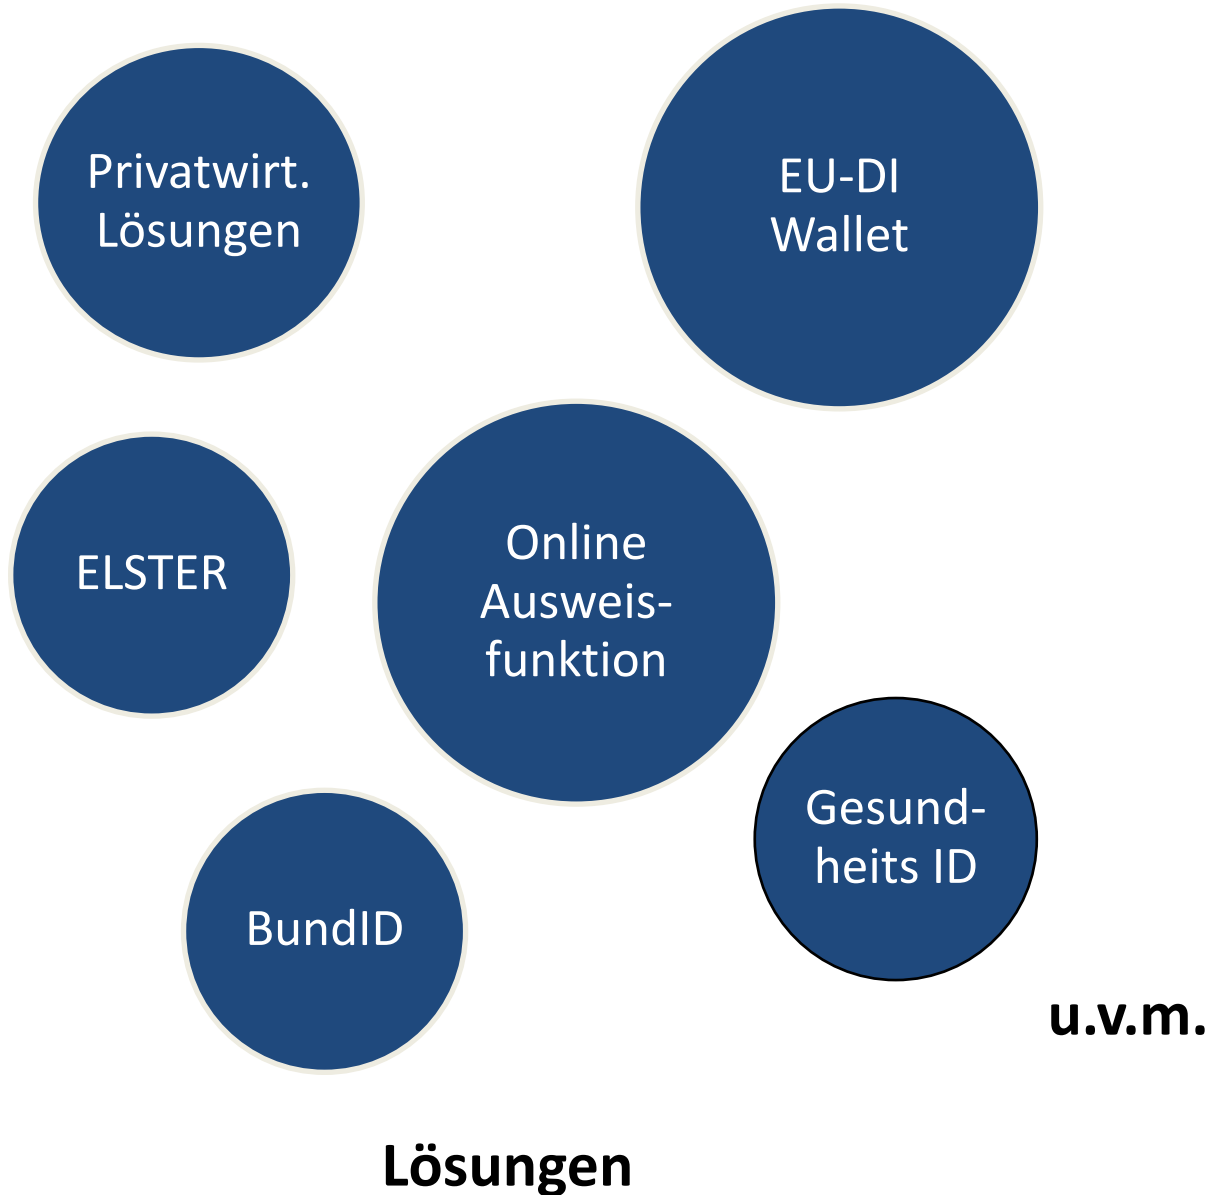 Privatwirt.
Lösungen
EU-DI
Wallet
ELSTER
Online
Ausweis-
funktion
Gesund-
heits ID
BundID
u.v.m.
Lösungen